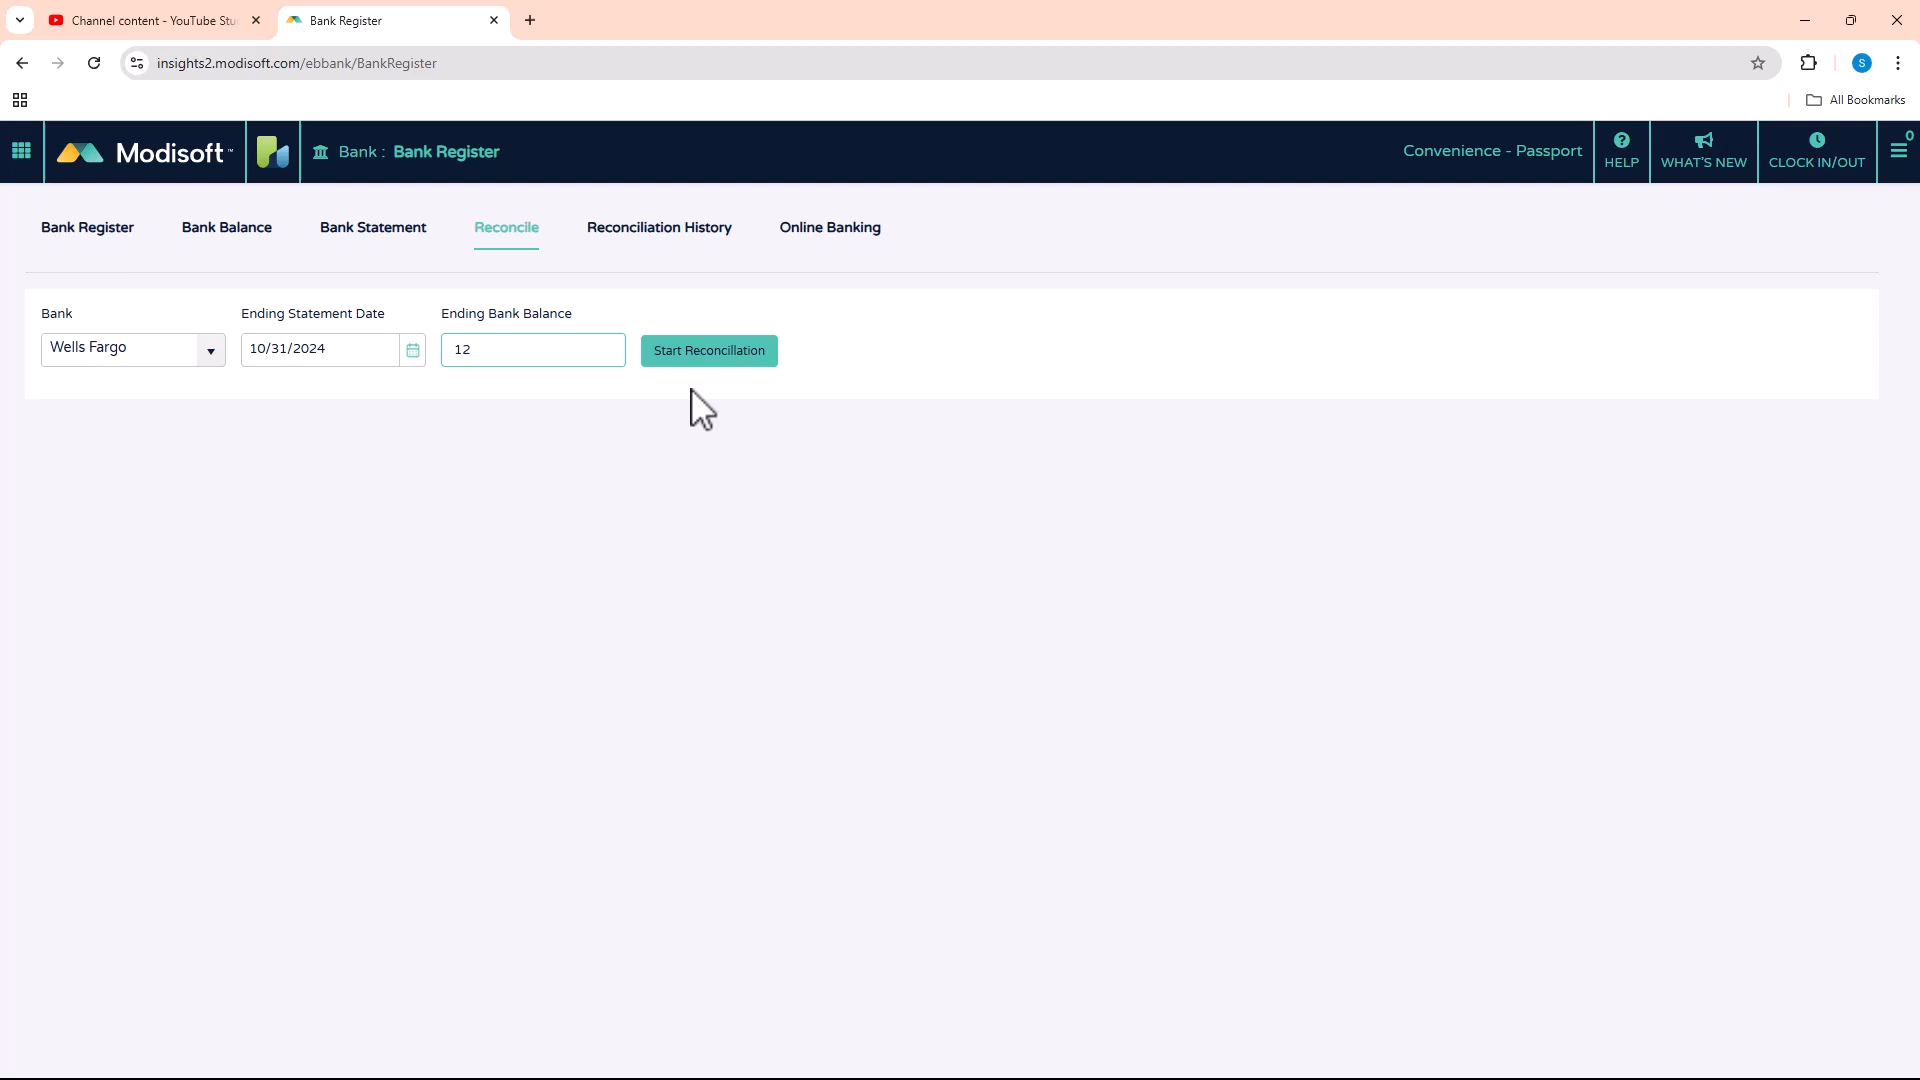 Channel content - YouTube Stu
Bank Register
insights2.modisoft.com/ebbank/BankRegister
S
All Bookmarks
Modisoft™
Bank : Bank Register
Convenience - Passport
HELP
WHAT'S NEW
CLOCK IN/OUT
0
Bank Register
Bank Balance
Bank Statement
Reconcile
Reconciliation History
Online Banking
Bank
Ending Statement Date
Ending Bank Balance
Wells Fargo
10/31/2024
12
Start Reconcillation